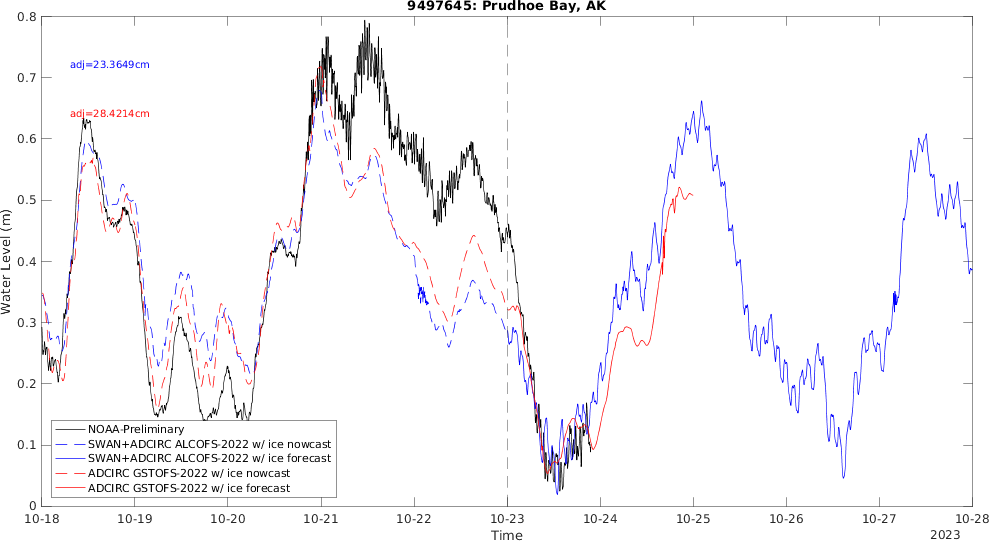 9497645: Prudhoe Bay, AK
0.8
0.7
0.6
0.5
0.4
0.3
0.2
0.1
0
Water Level (m)
adj=23.3649cm
adj=28.4214cm
NOAA-Preliminary
SWAN+ADCIRC ALCOFS-2022 w/ ice nowcast
SWAN+ADCIRC ALCOFS-2022 w/ ice forecast
ADCIRC GSTOFS-2022 w/ ice nowcast
ADCIRC GSTOFS-2022 w/ ice forecast
10-18 10-19 10-20 10-21 10-22 10-23 10-24 10-25 10-26 10-27 10-28
Time
2023